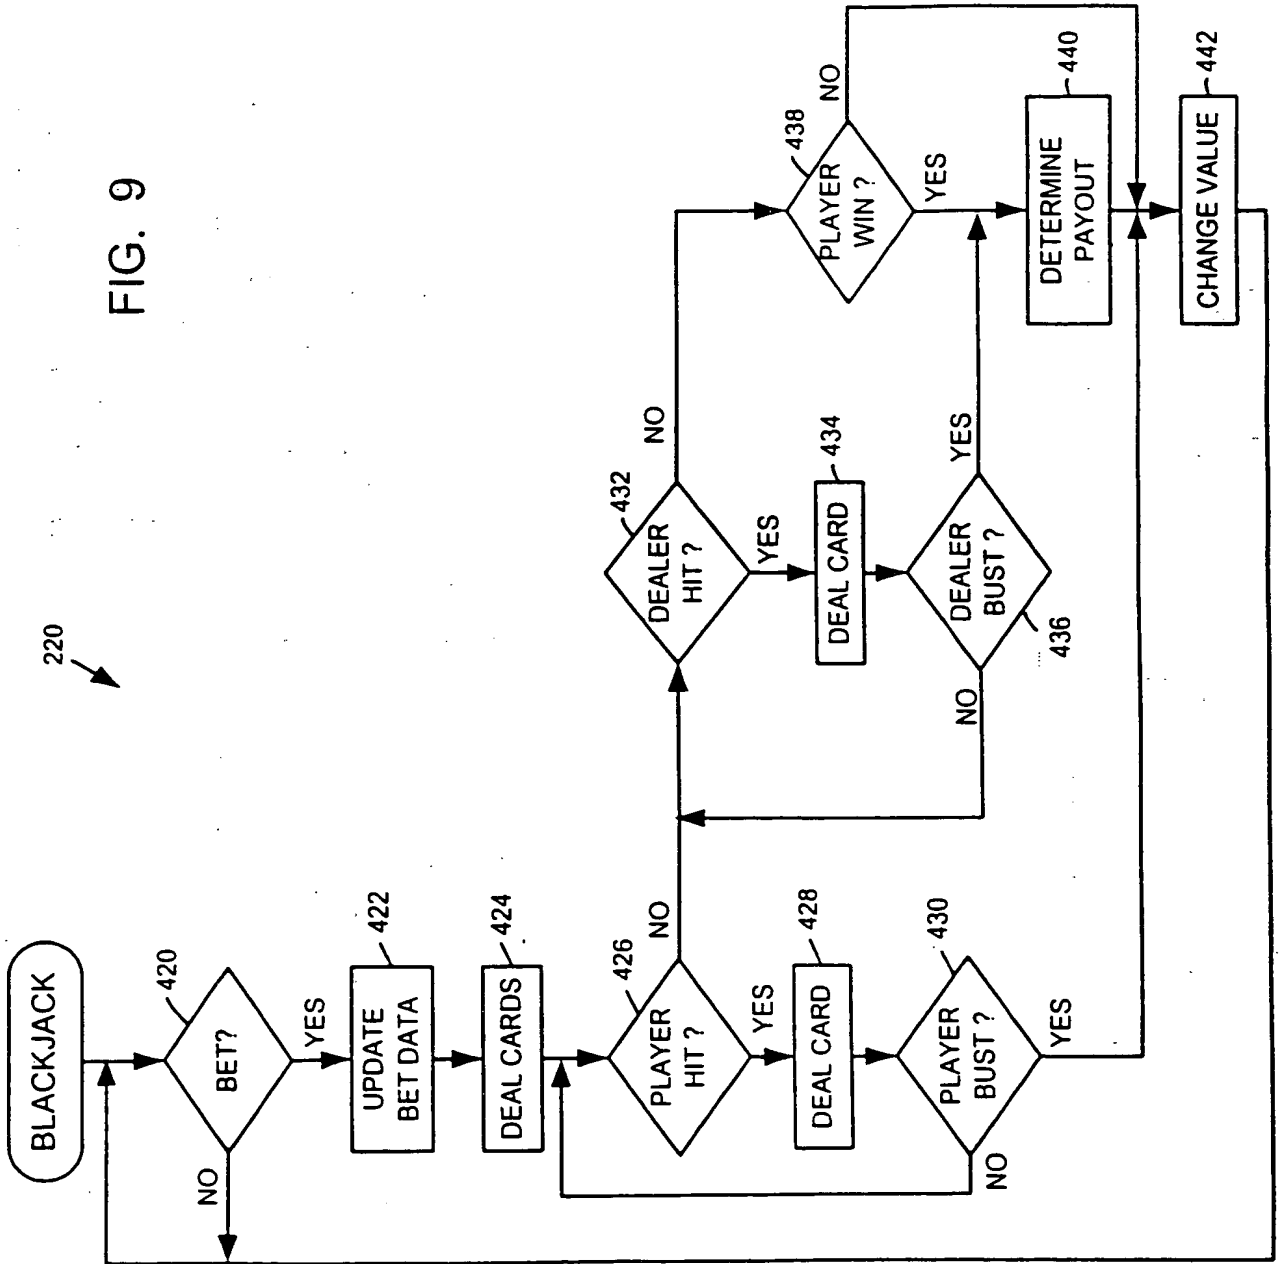 FIG. 9
220
BLACKJACK
420
BET?
NO
YES
422
UPDATE
BET DATA
424
DEAL CARDS
426
PLAYER
HIT ?
NO
YES
428
DEAL CARD
430
PLAYER
BUST ?
NO
YES
432
DEALER
HIT ?
NO
YES
434
DEAL CARD
DEALER
BUST ?
436
NO
YES
438
PLAYER
WIN ?
NO
YES
440
DETERMINE
PAYOUT
442
CHANGE VALUE